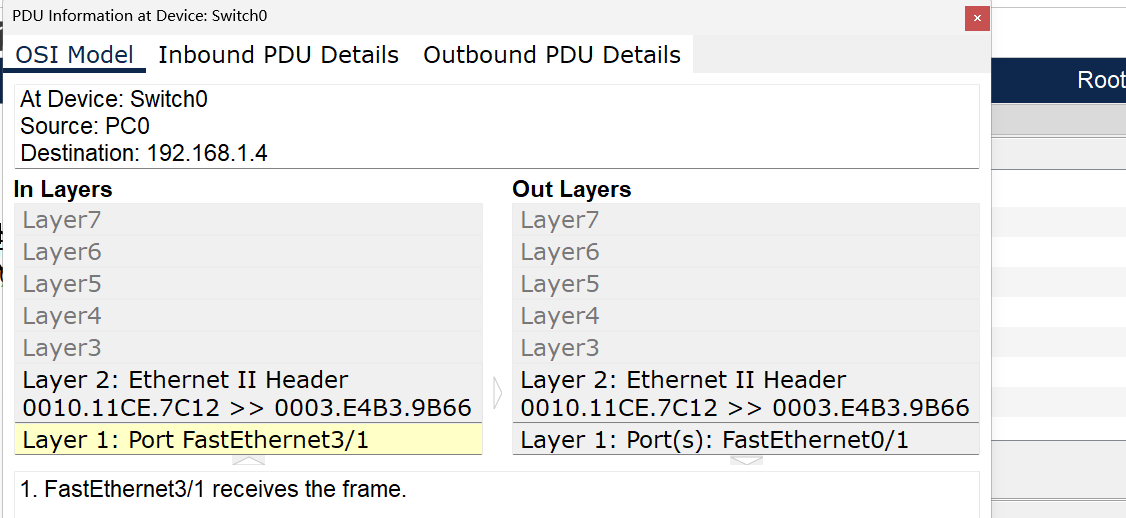 PDU Information at Device: Switch0
OSI Model Inbound PDU Details Outbound PDU Details
Root
At Device: Switch0
Source: PC0
Destination: 192.168.1.4
In Layers
Layer7
Layer6
Layer5
Layer4
Layer3
Layer 2: Ethernet II Header
0010.11CE.7C12 >> 0003.E4B3.9B66
Layer 1: Port FastEthernet3/1
Out Layers
Layer7
Layer6
Layer5
Layer4
Layer3
Layer 2: Ethernet II Header
0010.11CE.7C12 >> 0003.E4B3.9B66
Layer 1: Port(s): FastEthernet0/1
1. FastEthernet3/1 receives the frame.